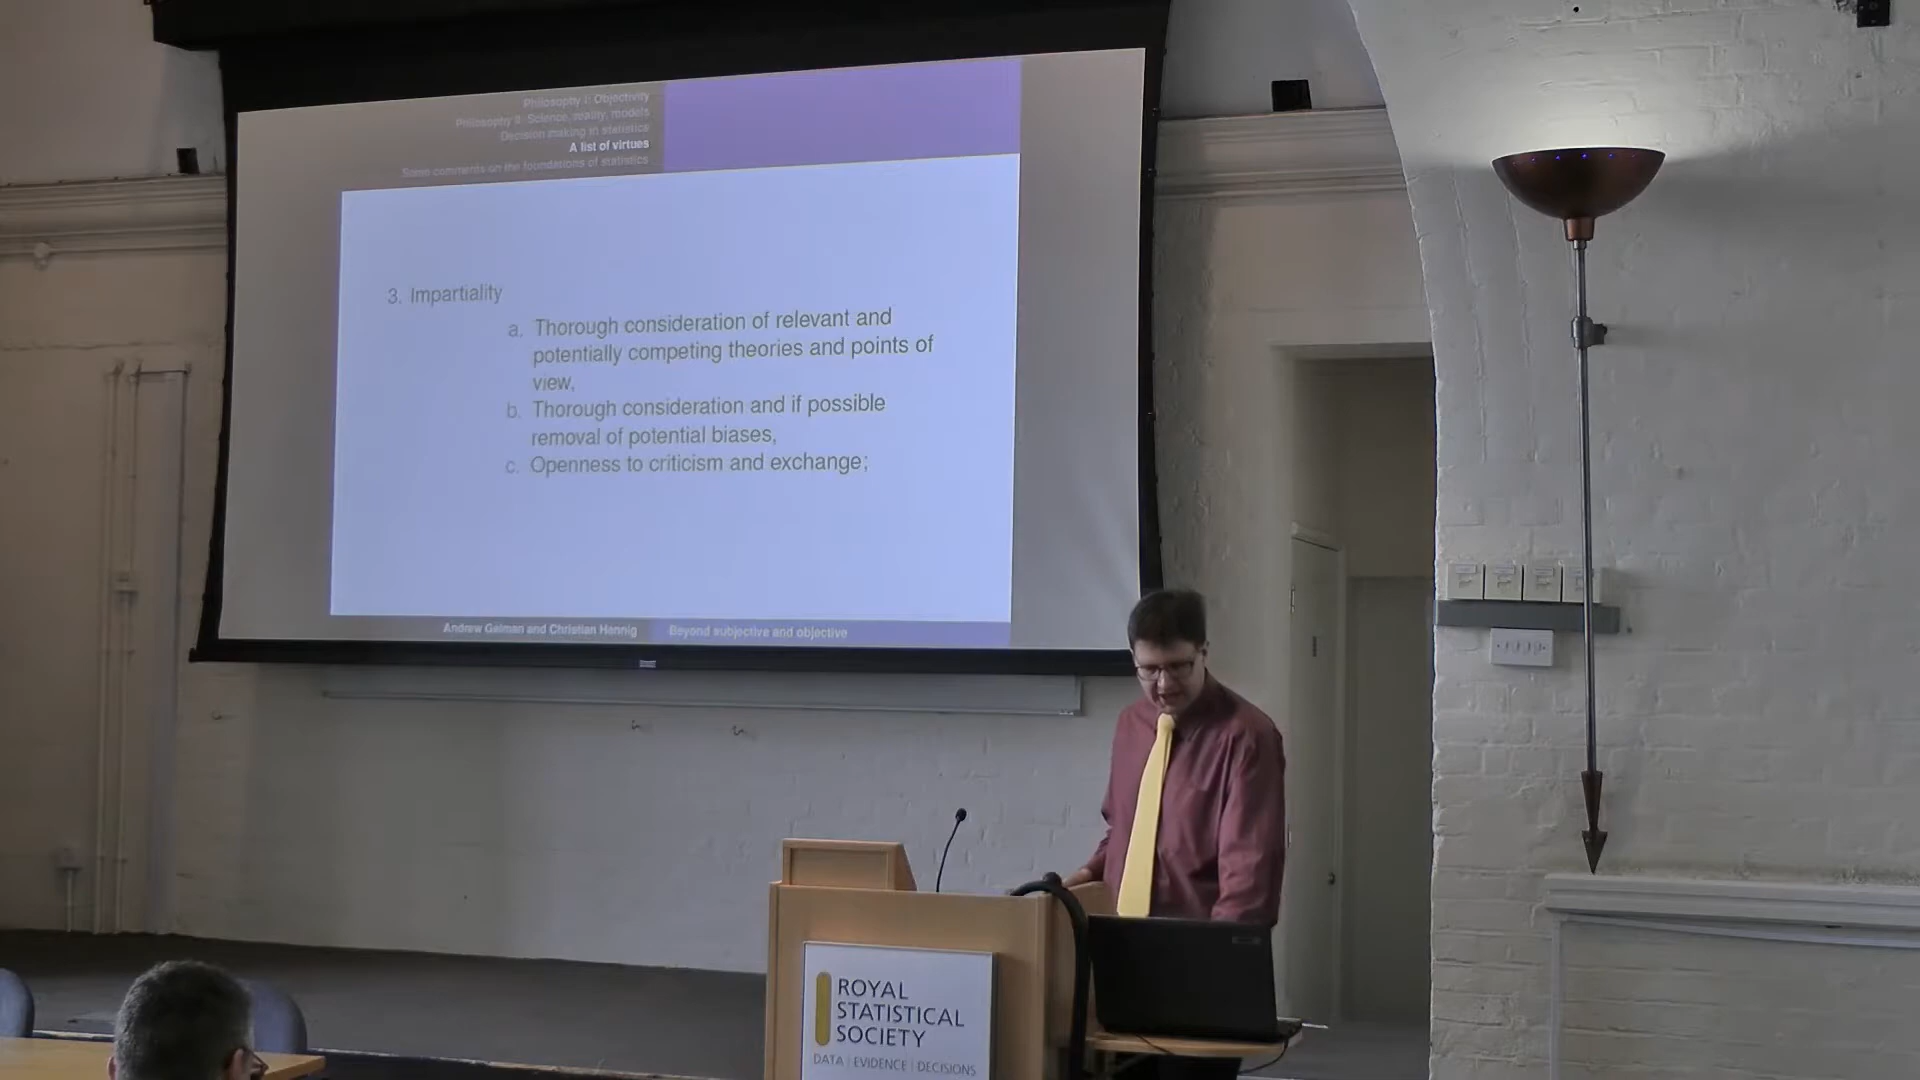 Philosophy I: Objectivity
Philosophy II: Science, reality, models
Decision making in statistics
A list of virtues
Some comments on the foundations of statistics
3. Impartiality
a. Thorough consideration of relevant and
potentially competing theories and points of
view,
b. Thorough consideration and if possible
removal of potential biases,
c. Openness to criticism and exchange;
Andrew Gelman and Christian Hennig
Beyond subjective and objective
ROYAL
STATISTICAL
SOCIETY
DATA | EVIDENCE | DECISIONS